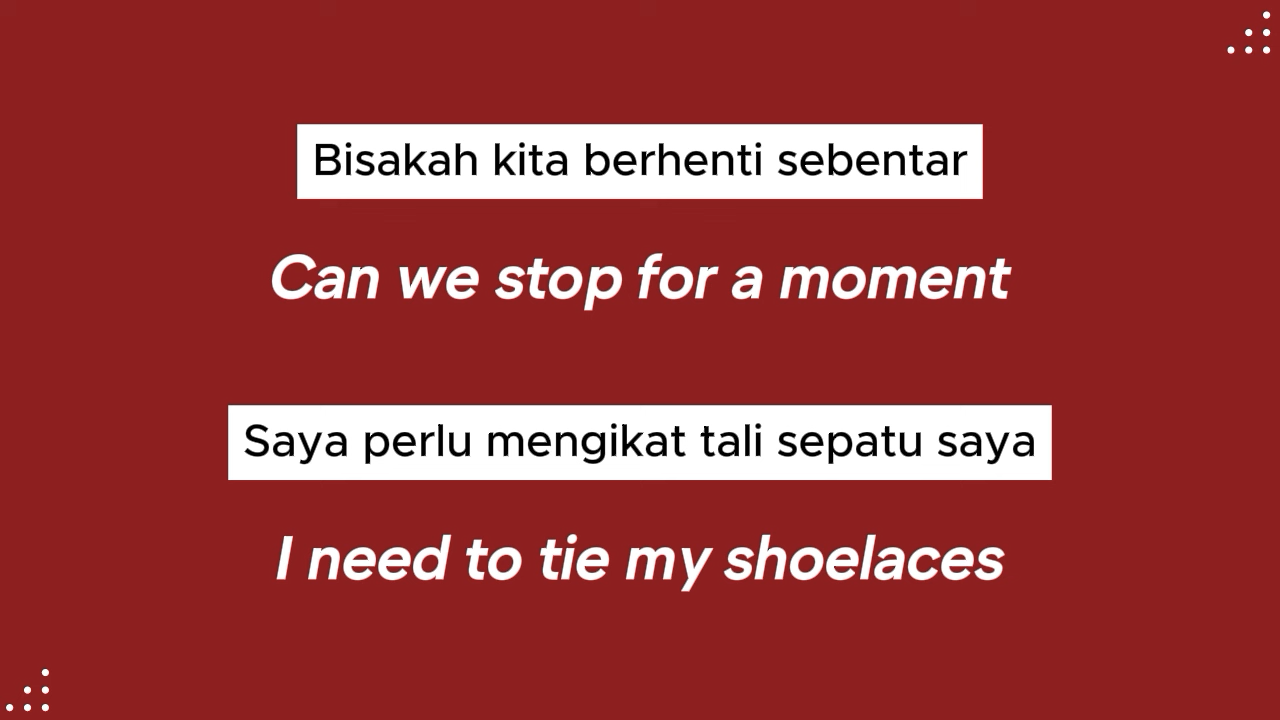 Bisakah kita berhenti sebentar
Can we stop for a moment
Saya perlu mengikat tali sepatu saya
I need to tie my shoelaces